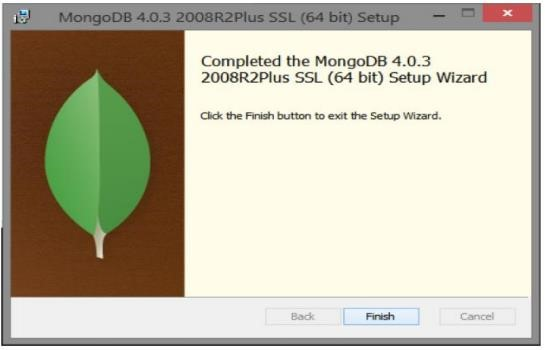 MongoDB 4.0.3 2008R2Plus SSL (64 bit) Setup
Completed the MongoDB 4.0.3
2008R2Plus SSL (64 bit) Setup Wizard
Click the Finish button to exit the Setup Wizard.
Back Finish Cancel